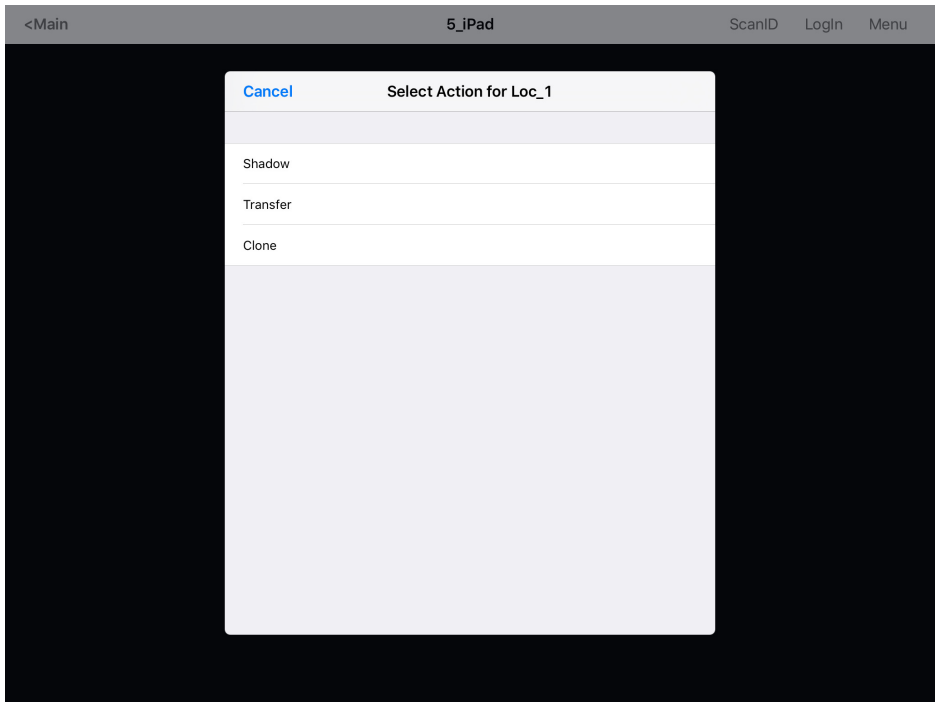 <Main 5_iPad ScanID LogIn Menu
Cancel Select Action for Loc_1
Shadow
Transfer
Clone